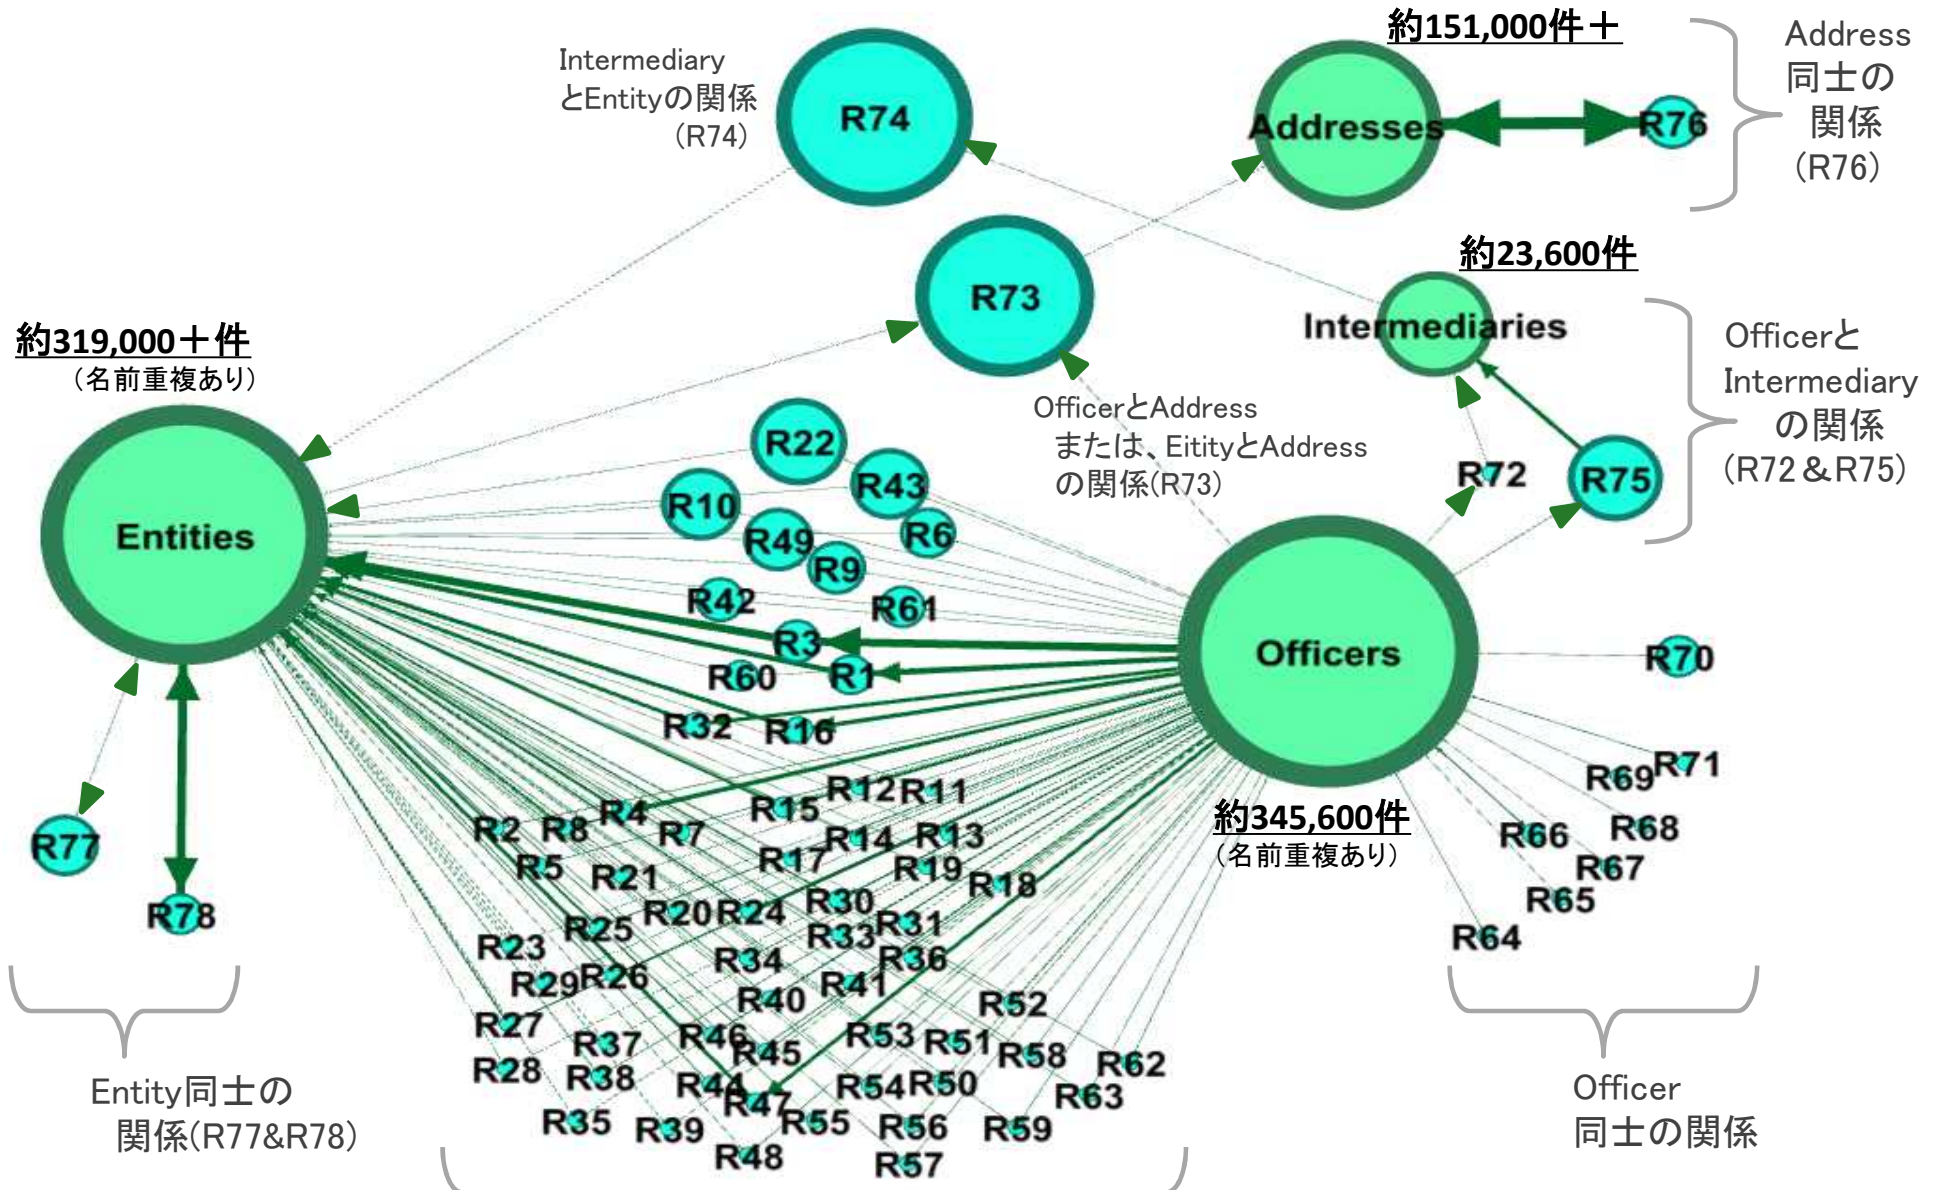 約151,000件＋
Address
同士の
関係
(R76)
Intermediary
とEntityの関係
(R74)
R74
Addresses
R76
約23,600件
R73
Intermediaries
Officerと
Intermediary
の関係
(R72＆R75)
約319,000＋件
（名前重複あり）
OfficerとAddress
または、EitityとAddress
の関係(R73)
R22
R43
R10
R72
R75
Entities
R49
R6
R9
R42
R61
R3
Officers
R60
R1
R70
R32
R16
R12
R11
R69
R71
R4
R15
約345,600件
（名前重複あり）
R2
R8
R7
R14
R13
R66
R68
R77
R5
R21
R17
R19
R18
R67
R20
R24
R30
R65
R78
R25
R31
R23
R33
R64
R34
R36
R29
R26
R41
R40
R52
R27
R37
R46
R45
R53
R51
R58
R28
R38
R44
R54
R50
R62
R47
R63
R35
R39
R55
R56
R59
R48
R57
Entity同士の
関係(R77&R78)
Officer
同士の関係